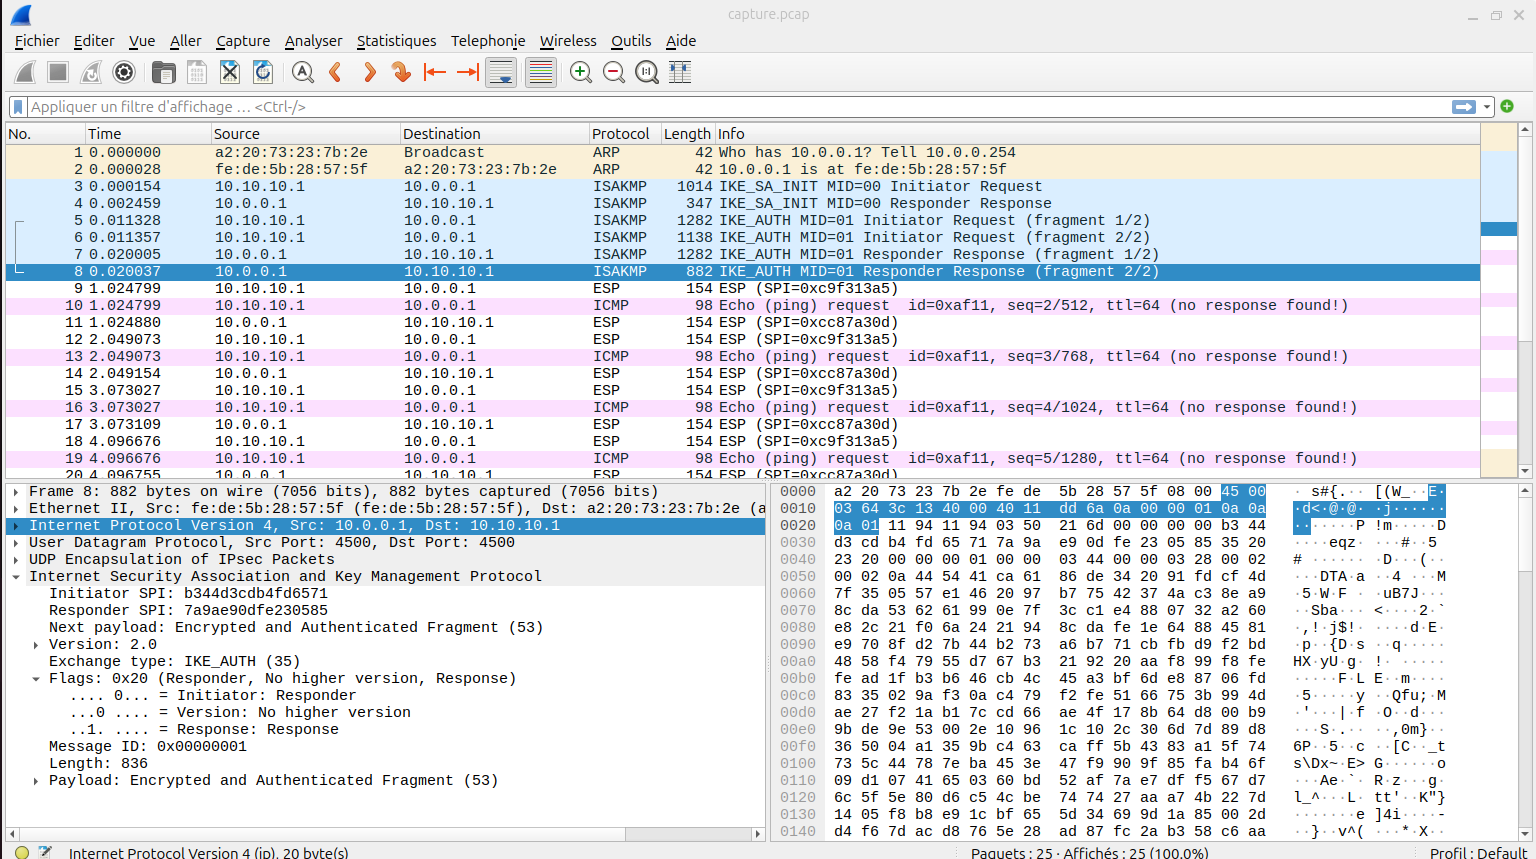 capture.pcap
Fichier Editer Vue Aller Capture Analyser Statistiques Telephonie Wireless Outils Aide
Appliquer un filtre d'affichage … <Ctrl-/>
No. Time Source Destination Protocol Length Info
1 0.000000 a2:20:73:23:7b:2e Broadcast ARP 42 Who has 10.0.0.1? Tell 10.0.0.254
2 0.000028 fe:de:5b:28:57:5f a2:20:73:23:7b:2e ARP 42 10.0.0.1 is at fe:de:5b:28:57:5f
3 0.000154 10.10.10.1 10.0.0.1 ISAKMP 1014 IKE_SA_INIT MID=00 Initiator Request
4 0.002459 10.0.0.1 10.10.10.1 ISAKMP 347 IKE_SA_INIT MID=00 Responder Response
5 0.011328 10.10.10.1 10.0.0.1 ISAKMP 1282 IKE_AUTH MID=01 Initiator Request (fragment 1/2)
6 0.011357 10.10.10.1 10.0.0.1 ISAKMP 1138 IKE_AUTH MID=01 Initiator Request (fragment 2/2)
7 0.020005 10.0.0.1 10.10.10.1 ISAKMP 1282 IKE_AUTH MID=01 Responder Response (fragment 1/2)
8 0.020037 10.0.0.1 10.10.10.1 ISAKMP 882 IKE_AUTH MID=01 Responder Response (fragment 2/2)
9 1.024799 10.10.10.1 10.0.0.1 ESP 154 ESP (SPI=0xc9f313a5)
10 1.024799 10.10.10.1 10.0.0.1 ICMP 98 Echo (ping) request id=0xaf11, seq=2/512, ttl=64 (no response found!)
11 1.024880 10.0.0.1 10.10.10.1 ESP 154 ESP (SPI=0xcc87a30d)
12 2.049073 10.10.10.1 10.0.0.1 ESP 154 ESP (SPI=0xc9f313a5)
13 2.049073 10.10.10.1 10.0.0.1 ICMP 98 Echo (ping) request id=0xaf11, seq=3/768, ttl=64 (no response found!)
14 2.049154 10.0.0.1 10.10.10.1 ESP 154 ESP (SPI=0xcc87a30d)
15 3.073027 10.10.10.1 10.0.0.1 ESP 154 ESP (SPI=0xc9f313a5)
16 3.073027 10.10.10.1 10.0.0.1 ICMP 98 Echo (ping) request id=0xaf11, seq=4/1024, ttl=64 (no response found!)
17 3.073109 10.0.0.1 10.10.10.1 ESP 154 ESP (SPI=0xcc87a30d)
18 4.096676 10.10.10.1 10.0.0.1 ESP 154 ESP (SPI=0xc9f313a5)
19 4.096676 10.10.10.1 10.0.0.1 ICMP 98 Echo (ping) request id=0xaf11, seq=5/1280, ttl=64 (no response found!)
20 4.096755 10.0.0.1 10.10.10.1 ESP 154 ESP (SPI=0xcc87a30d)
Frame 8: 882 bytes on wire (7056 bits), 882 bytes captured (7056 bits)
Ethernet II, Src: fe:de:5b:28:57:5f (fe:de:5b:28:57:5f), Dst: a2:20:73:23:7b:2e (a
Internet Protocol Version 4, Src: 10.0.0.1, Dst: 10.10.10.1
User Datagram Protocol, Src Port: 4500, Dst Port: 4500
UDP Encapsulation of IPsec Packets
Internet Security Association and Key Management Protocol
Initiator SPI: b344d3cdb4fd6571
Responder SPI: 7a9ae90dfe230585
Next payload: Encrypted and Authenticated Fragment (53)
Version: 2.0
Exchange type: IKE_AUTH (35)
Flags: 0x20 (Responder, No higher version, Response)
.... 0... = Initiator: Responder
...0 .... = Version: No higher version
..1. .... = Response: Response
Message ID: 0x00000001
Length: 836
Payload: Encrypted and Authenticated Fragment (53)
0000 a2 20 73 23 7b 2e fe de 5b 28 57 5f 08 00 45 00 · s#{.·· [(W_··E·
0010 03 64 3c 13 40 00 40 11 dd 6a 0a 00 00 01 0a 0a ·d<·@·@· ·j······
0020 0a 01 11 94 11 94 03 50 21 6d 00 00 00 00 b3 44 ·······P !m·····D
0030 d3 cd b4 fd 65 71 7a 9a e9 0d fe 23 05 85 35 20 ····eqz· ···#··5
0040 23 20 00 00 00 01 00 00 03 44 00 00 03 28 00 02 # ······ ·D···(··
0050 00 02 0a 44 54 41 ca 61 86 de 34 20 91 fd cf 4d ···DTA·a ··4 ···M
0060 7f 35 05 57 e1 46 20 97 b7 75 42 37 4a c3 8e a9 ·5·W·F · ·uB7J···
0070 8c da 53 62 61 99 0e 7f 3c c1 e4 88 07 32 a2 60 ··Sba··· <····2·`
0080 e8 2c 21 f0 6a 24 21 94 8c da fe 1e 64 88 45 81 ·,!·j$!· ····d·E·
0090 e9 70 8f d2 7b 44 b2 73 a6 b7 71 cb fb d9 f2 bd ·p··{D·s ··q·····
00a0 48 58 f4 79 55 d7 67 b3 21 92 20 aa f8 99 f8 fe HX·yU·g· !· ·····
00b0 fe ad 1f b3 b6 46 cb 4c 45 a3 bf 6d e8 87 06 fd ·····F·L E··m····
00c0 83 35 02 9a f3 0a c4 79 f2 fe 51 66 75 3b 99 4d ·5·····y ··Qfu;·M
00d0 ae 27 f2 1a b1 7c cd 66 ae 4f 17 8b 64 d8 00 b9 ·'···|·f ·O··d···
00e0 9b de 9e 53 00 2e 10 96 1c 10 2c 30 6d 7d 89 d8 ···S·.·· ··,0m}··
00f0 36 50 04 a1 35 9b c4 63 ca ff 5b 43 83 a1 5f 74 6P··5··c ··[C··_t
0100 73 5c 44 78 7e ba 45 3e 47 f9 90 9f 85 fa b4 6f s\Dx~·E> G······o
0110 09 d1 07 41 65 03 60 bd 52 af 7a e7 df f5 67 d7 ···Ae·`· R·z···g·
0120 6c 5f 5e 80 d6 c5 4c be 74 74 27 aa a7 4b 22 7d l_^···L· tt'··K"}
0130 14 05 f8 b8 e9 1c bf 65 5d 34 69 9d 1a 85 00 2d ·······e ]4i····-
0140 d4 f6 7d ac d8 76 5e 28 ad 87 fc 2a b3 58 c6 aa ··}··v^( ···*·X··
Internet Protocol Version 4 (ip), 20 byte(s) Paquets : 25 · Affichés : 25 (100.0%) Profil : Default